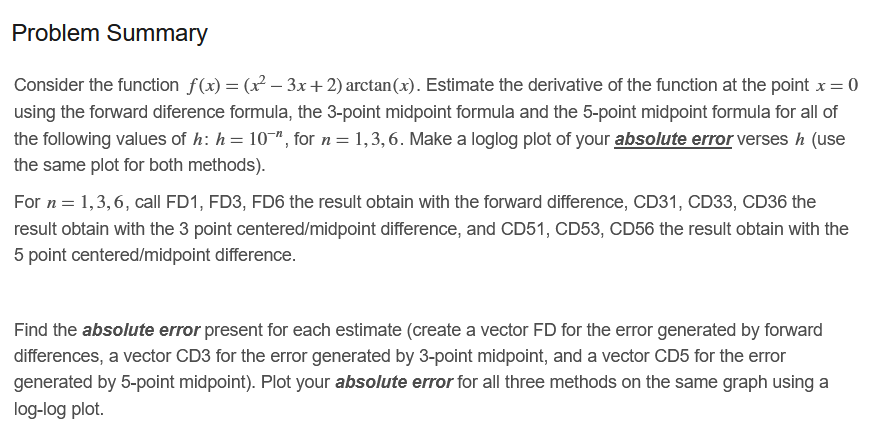 Problem Summary
Consider the function f(x) = (x² – 3x + 2) arctan(x). Estimate the derivative of the function at the point x = 0
using the forward diference formula, the 3-point midpoint formula and the 5-point midpoint formula for all of
the following values of h: h = 10⁻ⁿ, for n = 1, 3, 6. Make a loglog plot of your absolute error verses h (use
the same plot for both methods).
For n = 1, 3, 6, call FD1, FD3, FD6 the result obtain with the forward difference, CD31, CD33, CD36 the
result obtain with the 3 point centered/midpoint difference, and CD51, CD53, CD56 the result obtain with the
5 point centered/midpoint difference.
Find the absolute error present for each estimate (create a vector FD for the error generated by forward
differences, a vector CD3 for the error generated by 3-point midpoint, and a vector CD5 for the error
generated by 5-point midpoint). Plot your absolute error for all three methods on the same graph using a
log-log plot.